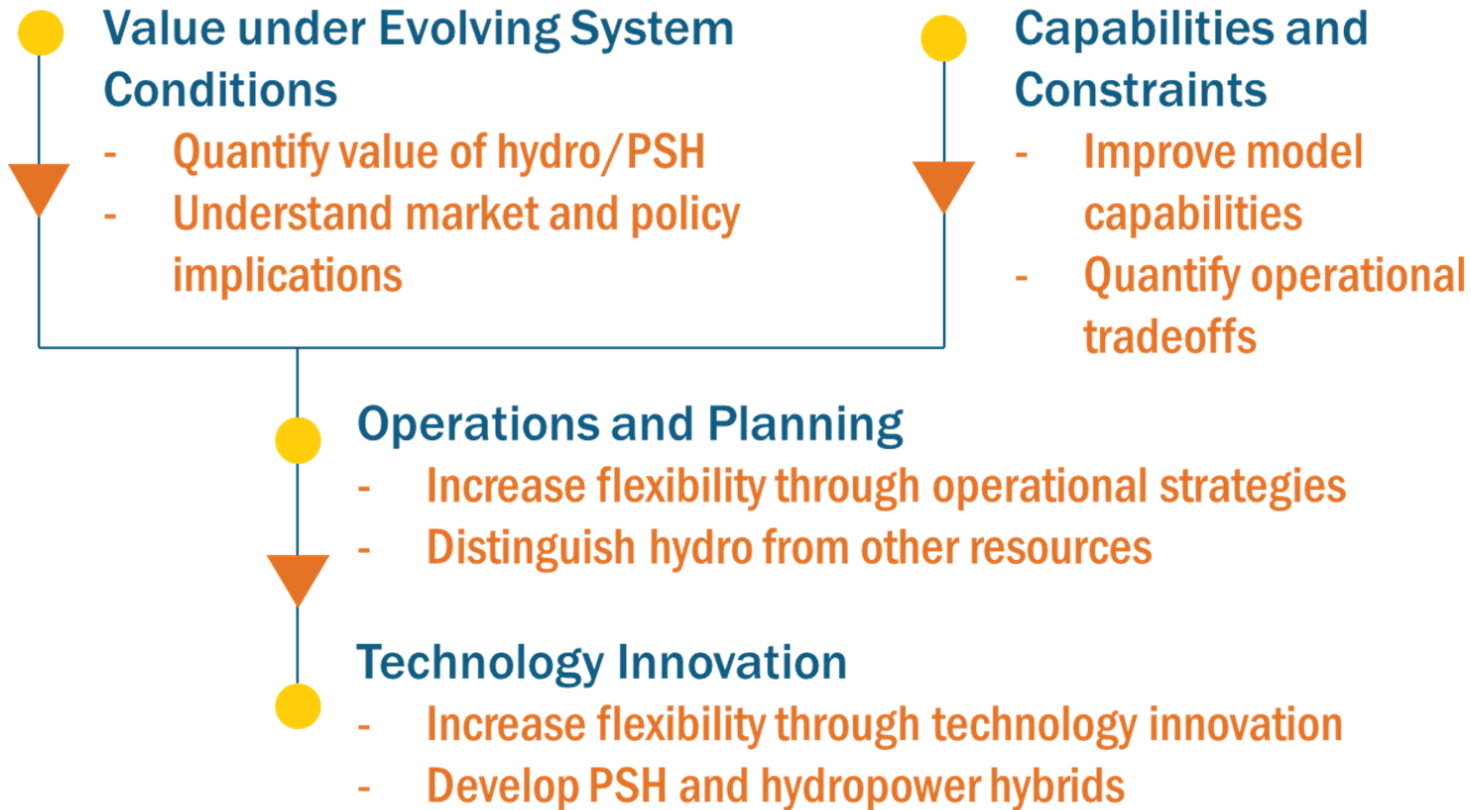 Value under Evolving System
Conditions
- Quantify value of hydro/PSH
- Understand market and policy
implications
Capabilities and
Constraints
- Improve model
capabilities
- Quantify operational
tradeoffs
Operations and Planning
- Increase flexibility through operational strategies
- Distinguish hydro from other resources
Technology Innovation
- Increase flexibility through technology innovation
- Develop PSH and hydropower hybrids